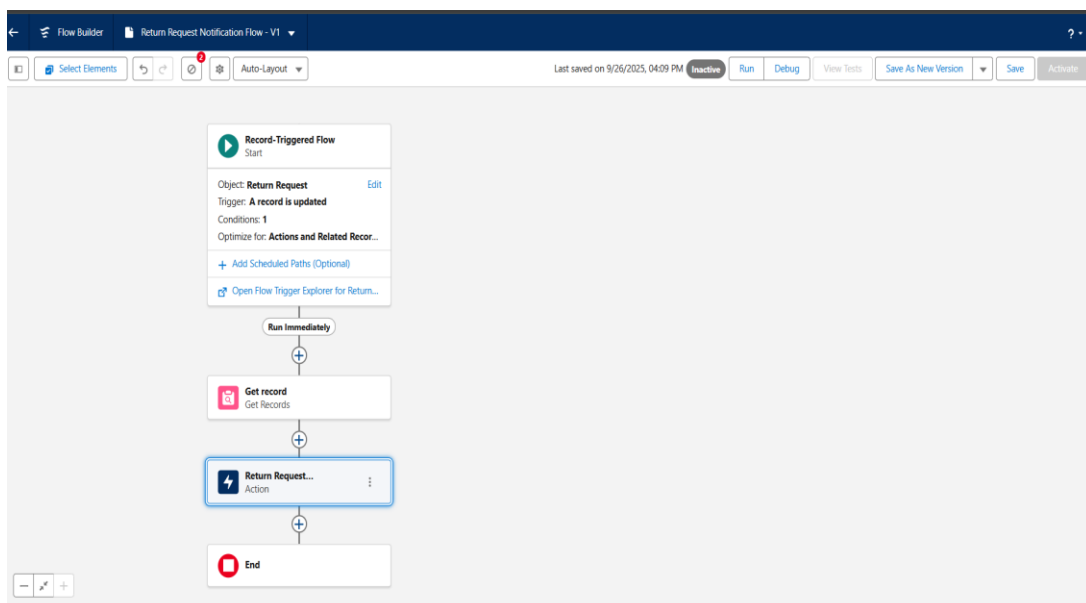 Flow Builder
Return Request Notification Flow - V1
?
2
Select Elements
Auto-Layout
Last saved on 9/26/2025, 04:09 PM
Inactive
Run
Debug
View Tests
Save As New Version
Save
Activate
Record-Triggered Flow
Start
Object: Return Request
Edit
Trigger: A record is updated
Conditions: 1
Optimize for: Actions and Related Recor...
+ Add Scheduled Paths (Optional)
Open Flow Trigger Explorer for Return...
Run Immediately
Get record
Get Records
Return Request...
Action
End